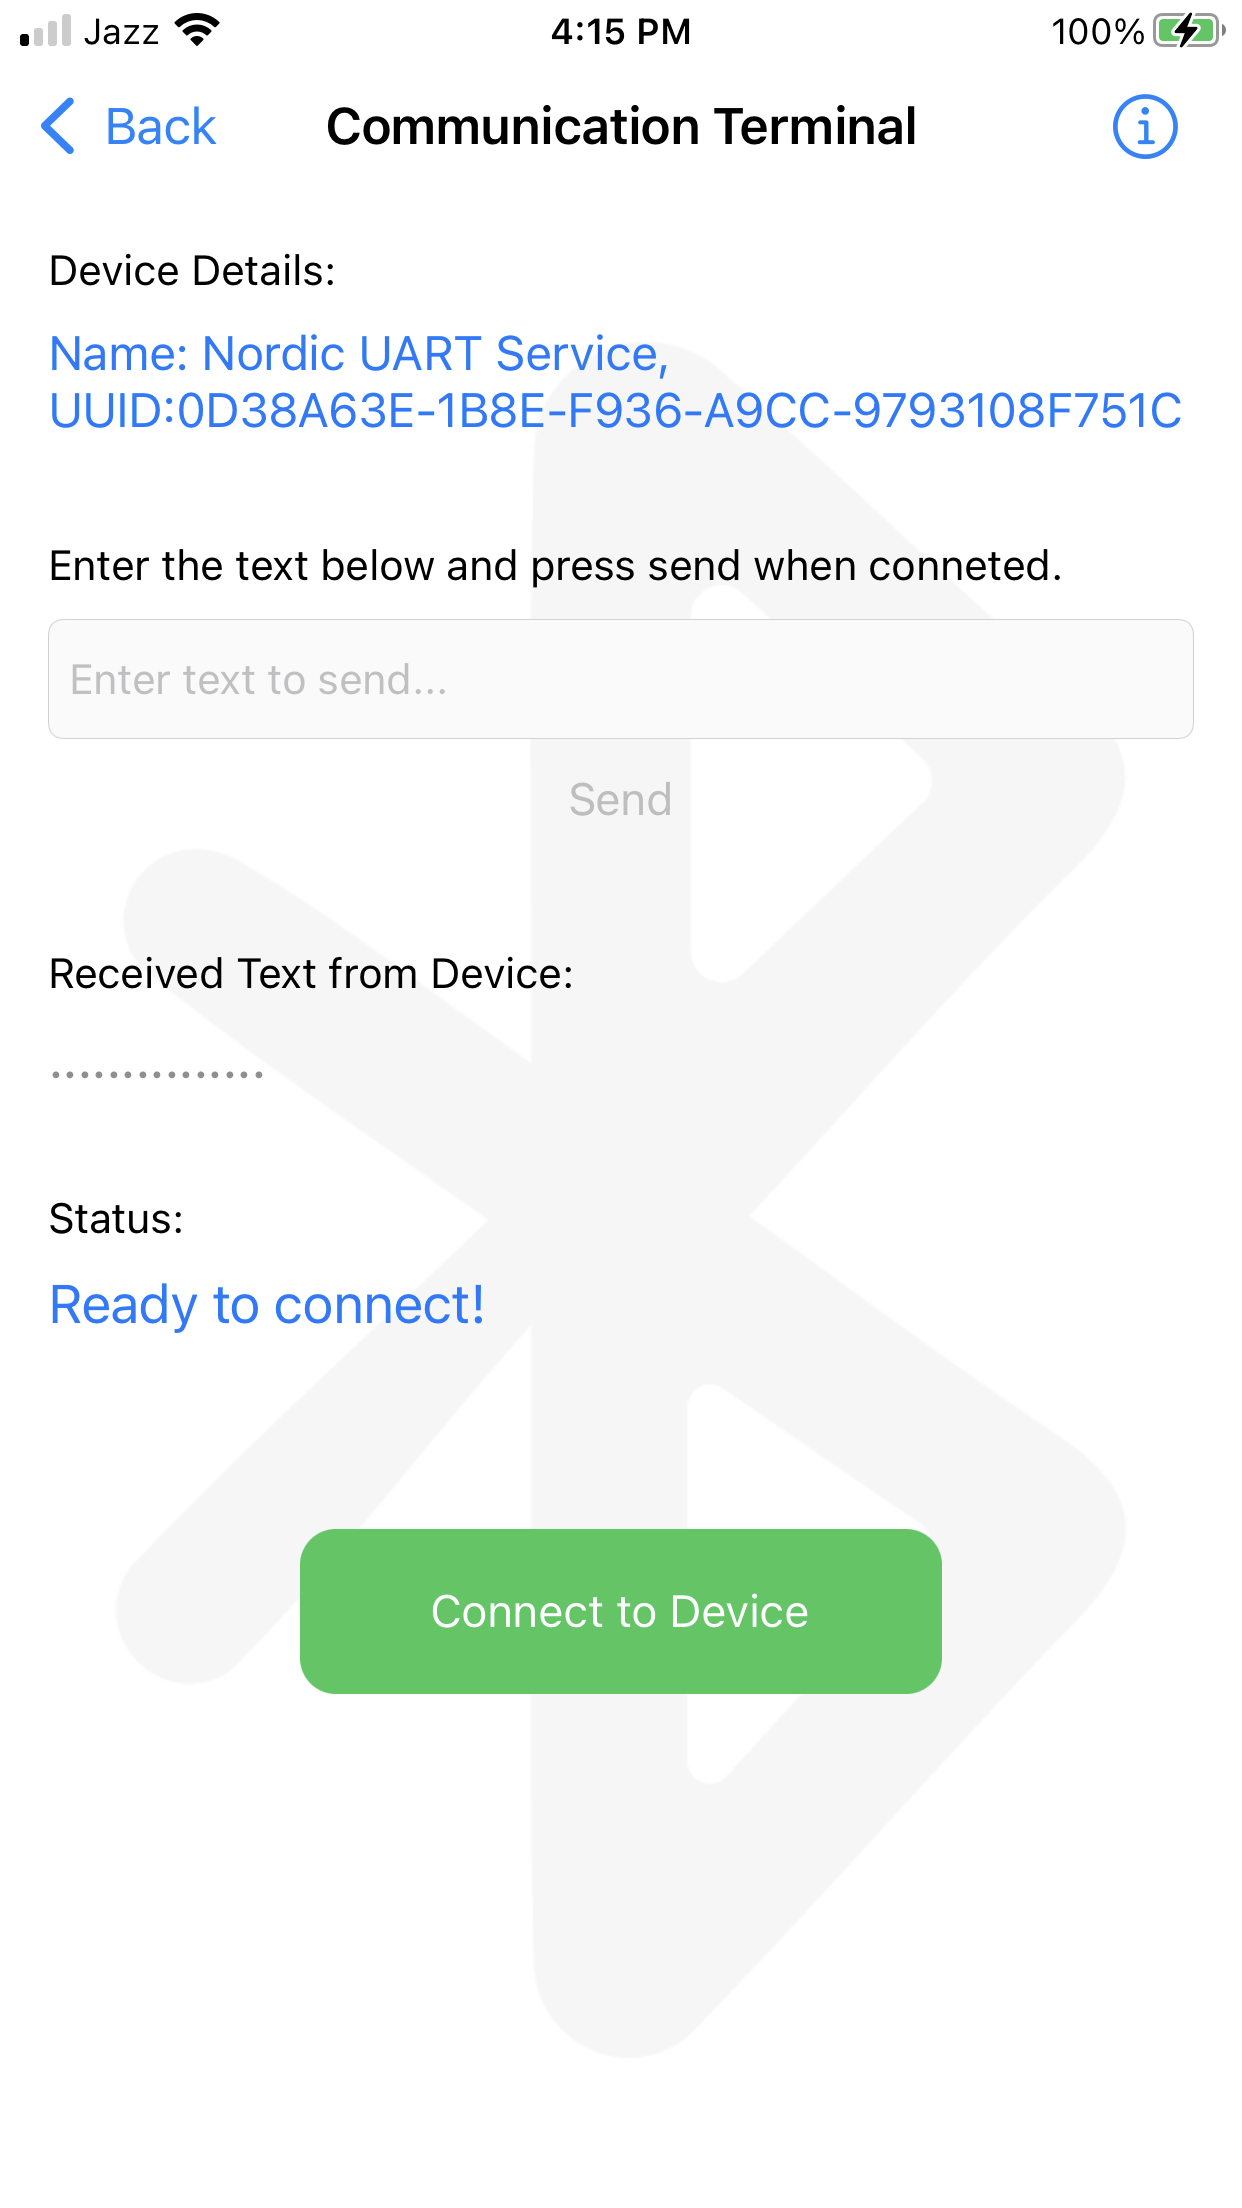 Jazz 4:15 PM 100%
Back Communication Terminal
Device Details:
Name: Nordic UART Service,
UUID:0D38A63E-1B8E-F936-A9CC-9793108F751C
Enter the text below and press send when conneted.
Enter text to send...
Send
Received Text from Device:
...............
Status:
Ready to connect!
Connect to Device